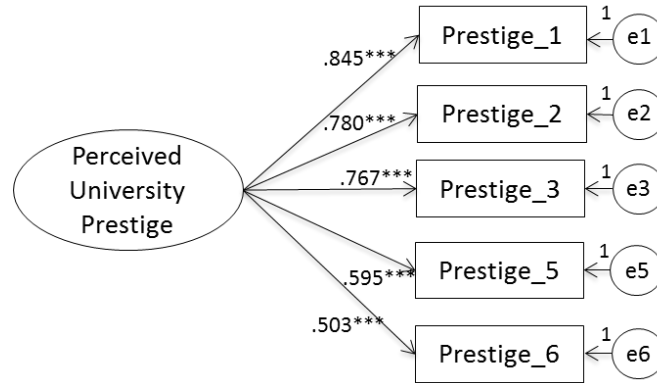 Perceived
University
Prestige
.845***
.780***
.767***
.595***
.503***
Prestige_1
1
e1
Prestige_2
1
e2
Prestige_3
1
e3
Prestige_5
1
e5
Prestige_6
1
e6